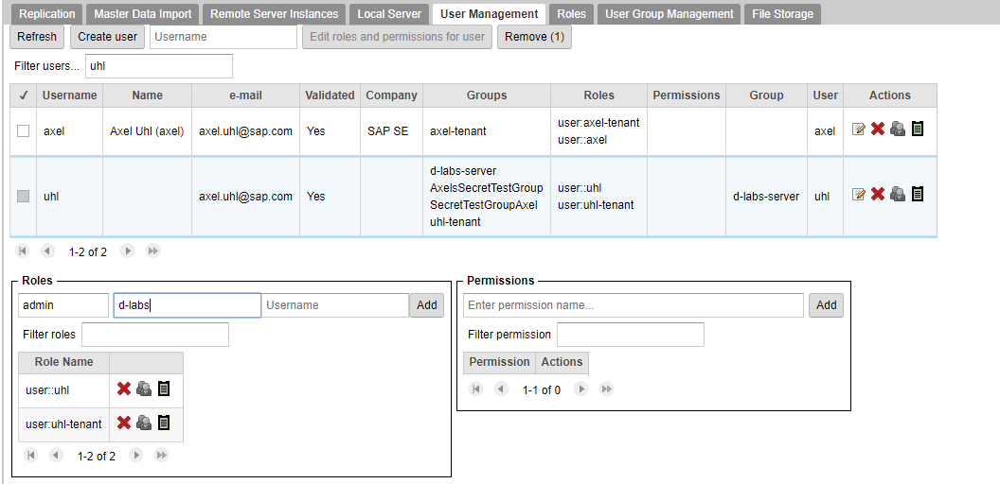 Replication Master Data Import Remote Server Instances Local Server User Management Roles User Group Management File Storage
Refresh Create user Username Edit roles and permissions for user Remove (1)
Filter users... uhl
✓ Username Name e-mail Validated Company Groups Roles Permissions Group User Actions
axel Axel Uhl (axel) axel.uhl@sap.com Yes SAP SE axel-tenant user:axel-tenant axel
user::axel
uhl axel.uhl@sap.com Yes d-labs-server user::uhl d-labs-server uhl
AxelsSecretTestGroup user:uhl-tenant
SecretTestGroupAxel
uhl-tenant
1-2 of 2
Roles
admin d-labs Username Add
Filter roles
Role Name
user::uhl
user:uhl-tenant
1-2 of 2
Permissions
Enter permission name... Add
Filter permission
Permission Actions
1-1 of 0